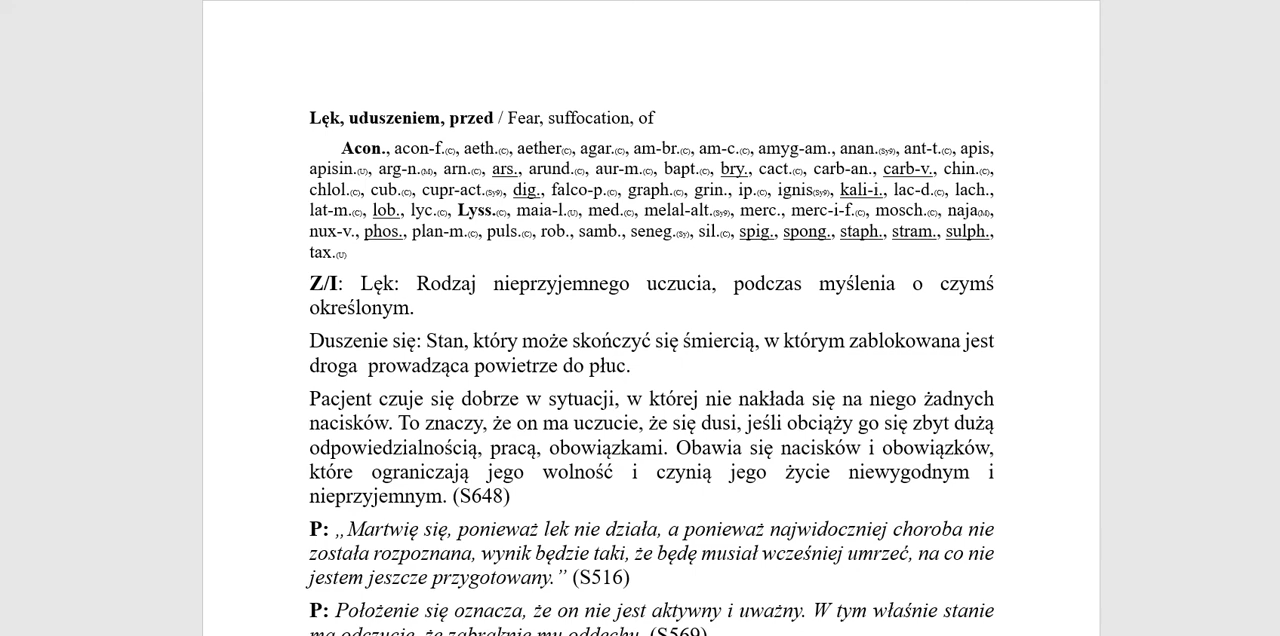 Lęk, uduszeniem, przed / Fear, suffocation, of
Acon., acon-f.(C), aeth.(C), aether(C), agar.(C), am-br.(C), am-c.(C), amyg-am., anan.(Sy9), ant-t.(C), apis,
apisin.(U), arg-n.(M), arn.(C), ars., arund.(C), aur-m.(C), bapt.(C), bry., cact.(C), carb-an., carb-v., chin.(C),
chlol.(C), cub.(C), cupr-act.(Sy9), dig., falco-p.(C), graph.(C), grin., ip.(C), ignis(Sy9), kali-i., lac-d.(C), lach.,
lat-m.(C), lob., lyc.(C), Lyss.(C), maia-l.(U), med.(C), melal-alt.(Sy9), merc., merc-i-f.(C), mosch.(C), naja(M),
nux-v., phos., plan-m.(C), puls.(C), rob., samb., seneg.(Sy), sil.(C), spig., spong., staph., stram., sulph.,
tax.(U)
Z/I: Lęk: Rodzaj nieprzyjemnego uczucia, podczas myślenia o czymś
określonym.
Duszenie się: Stan, który może skończyć się śmiercią, w którym zablokowana jest
droga prowadząca powietrze do płuc.
Pacjent czuje się dobrze w sytuacji, w której nie nakłada się na niego żadnych
nacisków. To znaczy, że on ma uczucie, że się dusi, jeśli obciąży go się zbyt dużą
odpowiedzialnością, pracą, obowiązkami. Obawia się nacisków i obowiązków,
które ograniczają jego wolność i czynią jego życie niewygodnym i
nieprzyjemnym. (S648)
P: „Martwię się, ponieważ lek nie działa, a ponieważ najwidoczniej choroba nie
została rozpoznana, wynik będzie taki, że będę musiał wcześniej umrzeć, na co nie
jestem jeszcze przygotowany.” (S516)
P: Położenie się oznacza, że on nie jest aktywny i uważny. W tym właśnie stanie
ma odczucie, że zabraknie mu oddechu. (S569)